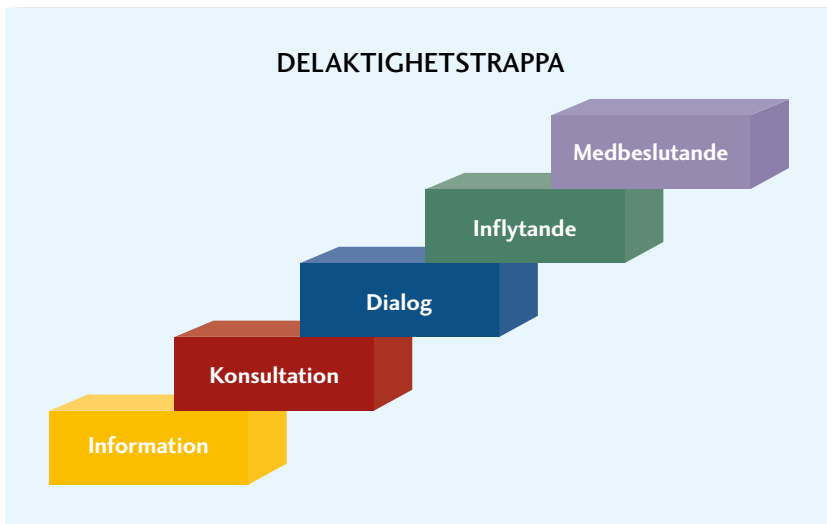 DELAKTIGHETSTRAPPA
Medbeslutande
Inflytande
Dialog
Konsultation
Information